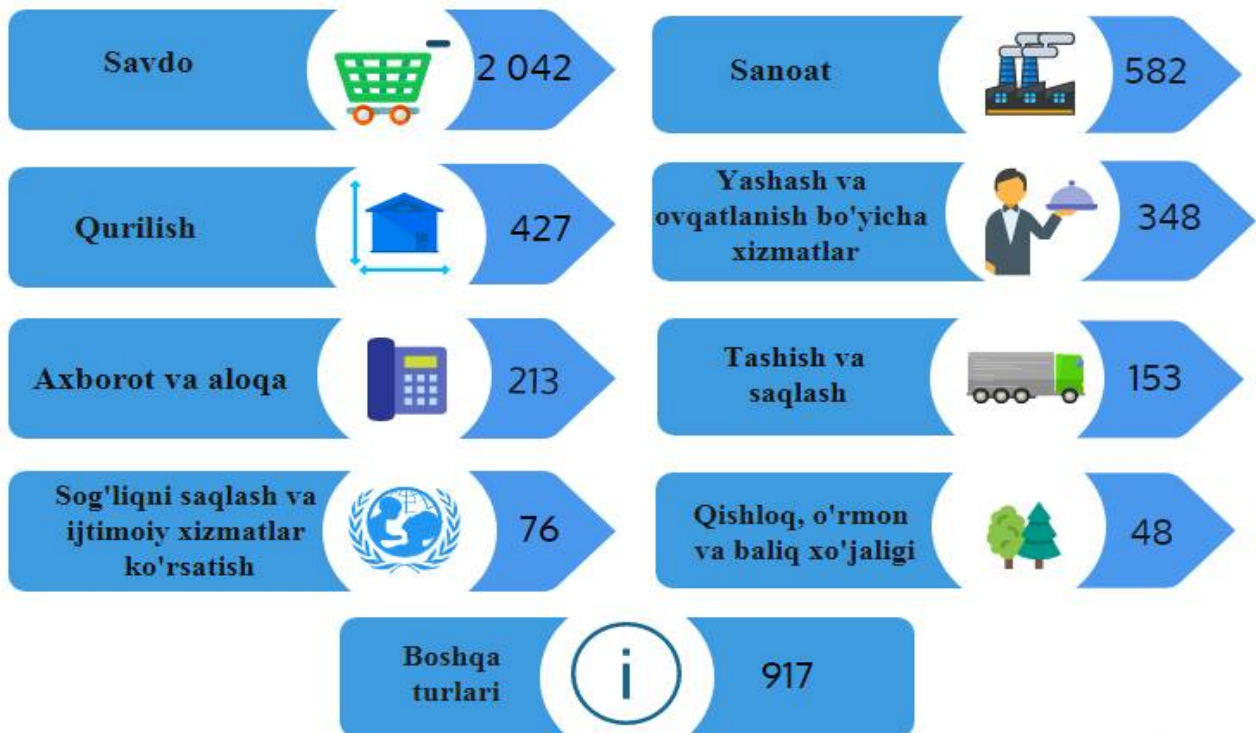 Savdo
2 042
Sanoat
582
Qurilish
427
Yashash va
ovqatlanish bo'yicha
xizmatlar
348
Axborot va aloqa
213
Tashish va
saqlash
153
Sog'liqni saqlash va
ijtimoiy xizmatlar
ko'rsatish
76
Qishloq, o'rmon
va baliq xo'jaligi
48
Boshqa
turlari
i
917